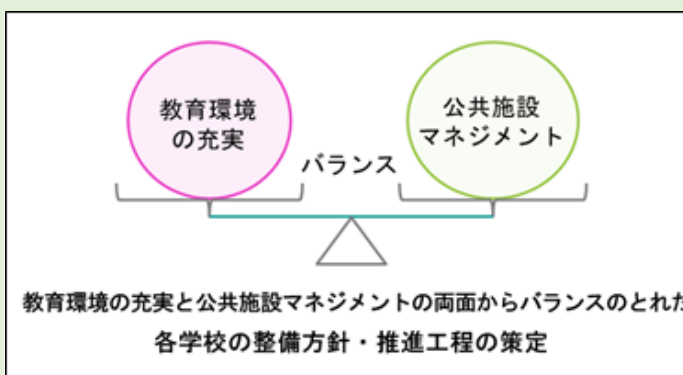 教育環境
の充実
公共施設
マネジメント
バランス
教育環境の充実と公共施設マネジメントの両面からバランスのとれた
各学校の整備方針・推進工程の策定